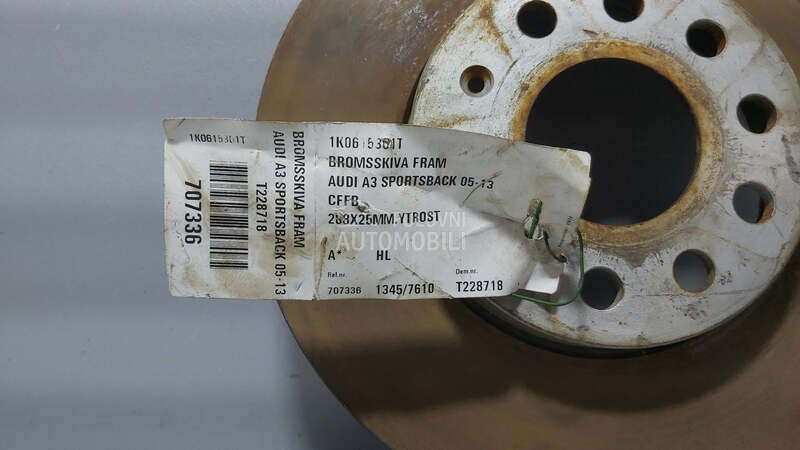 1K0615301T
BROMSSKIVA FRAM
AUDI A3 SPORTSBACK 05-13
T228718
707336
1K0615301T
BROMSSKIVA FRAM
AUDI A3 SPORTSBACK 05-13
CFFB
288X25MM.YTROST
A* HL
Ref.nr. Dem.nr.
707336 1345/7610 T228718
POLOVNI
AUTOMOBILI